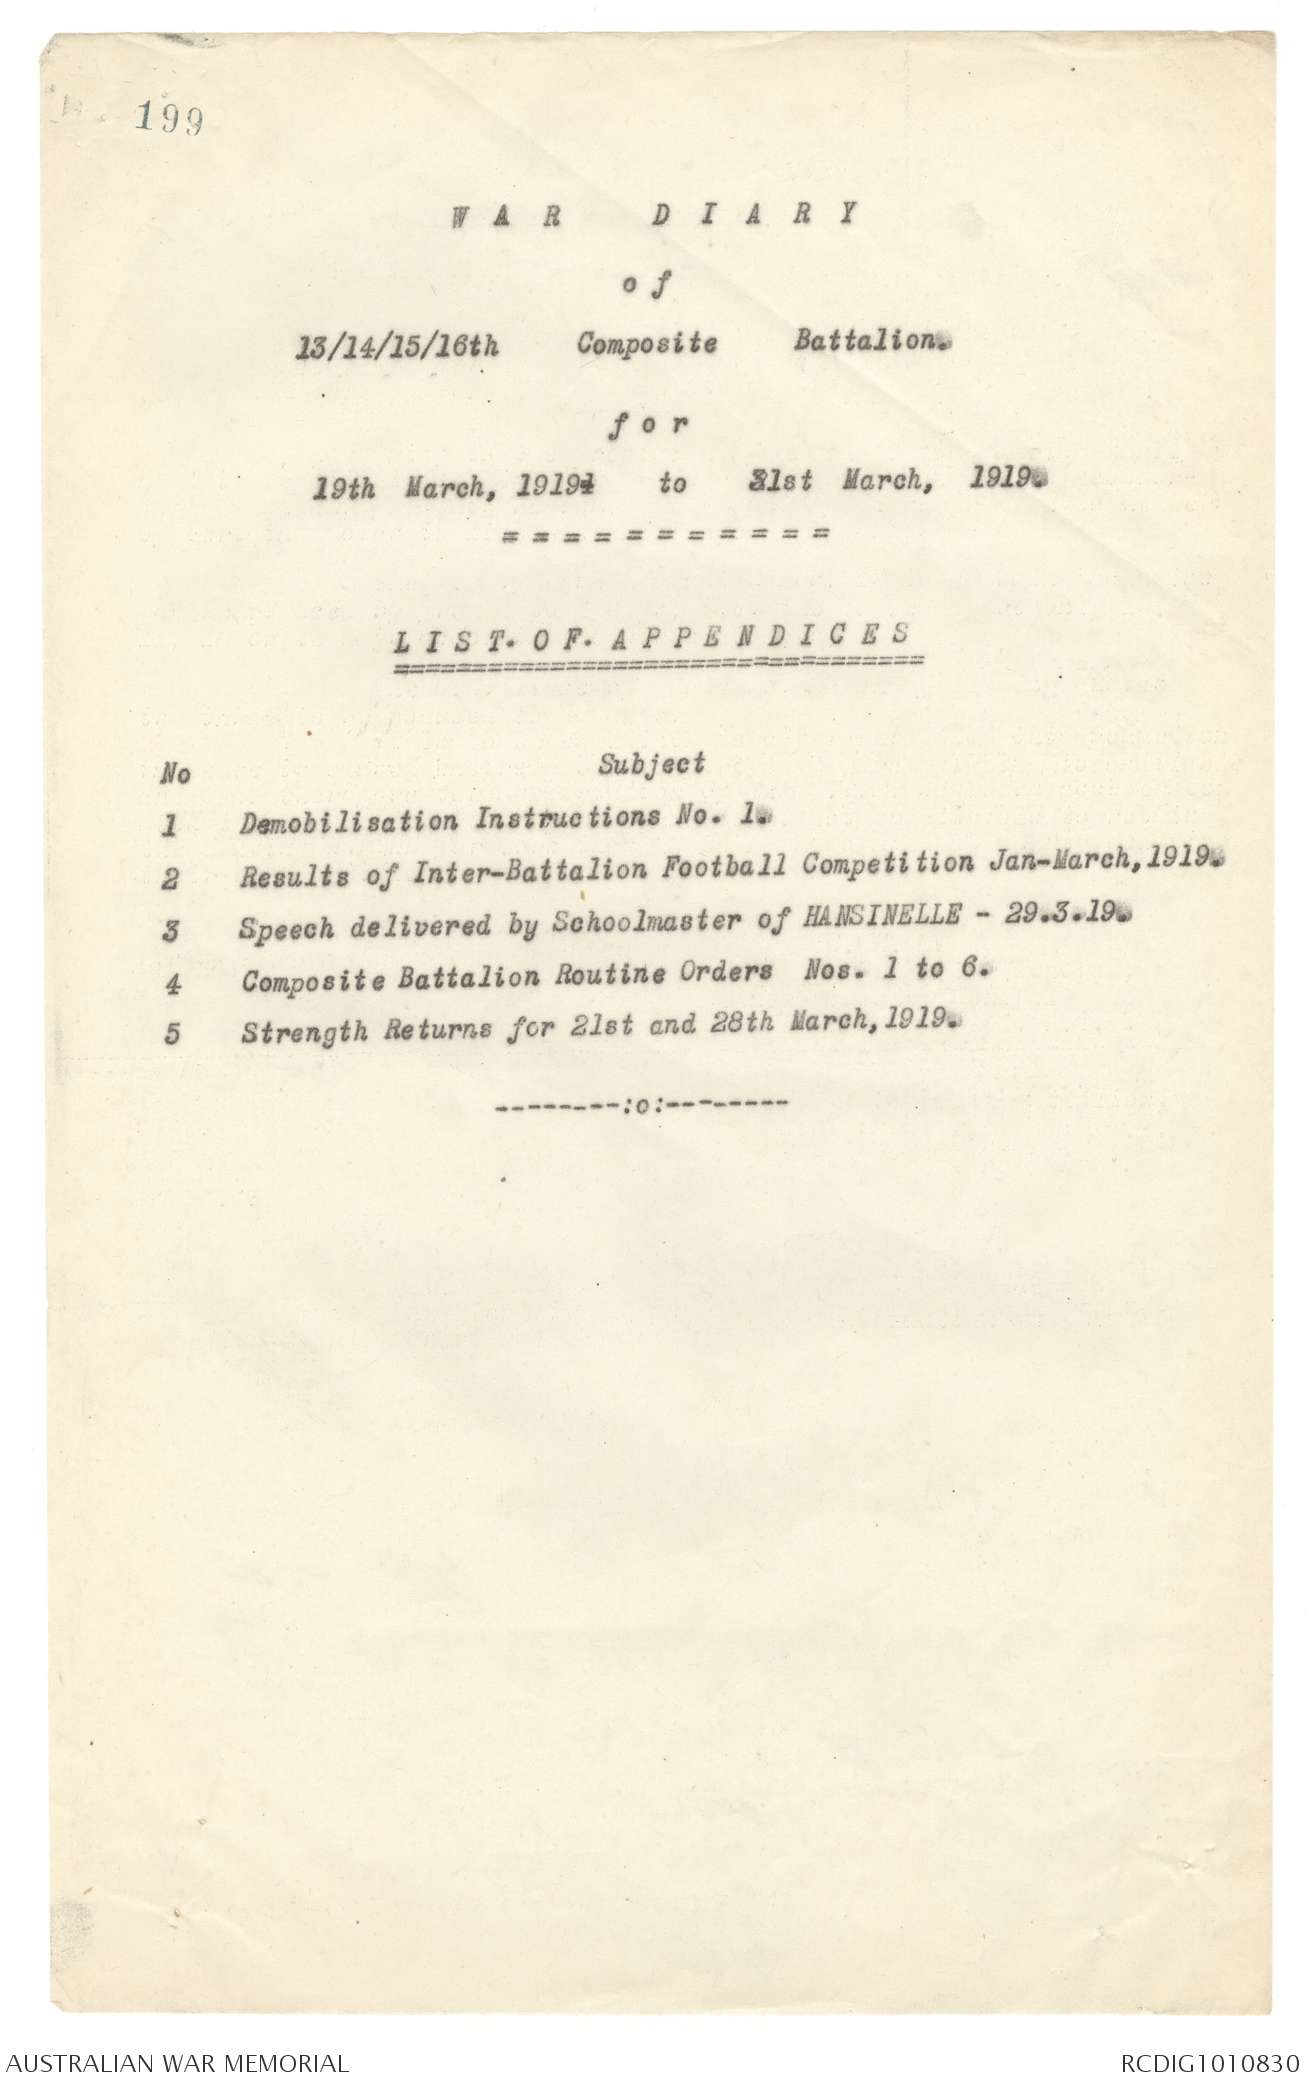 199
WAR DIARY
of
13/14/15/16th Composite Battalion.
for
19th March, 1919 to 31st March, 1919.
===========
LIST. OF. APPENDICES
No Subject
1 Demobilisation Instructions No. 1.
2 Results of Inter-Battalion Football Competition Jan-March,1919.
3 Speech delivered by Schoolmaster of HANSINELLE - 29.3.19.
4 Composite Battalion Routine Orders Nos. 1 to 6.
5 Strength Returns for 21st and 28th March,1919.
--------:o:--------
AUSTRALIAN WAR MEMORIAL RCDIG1010830